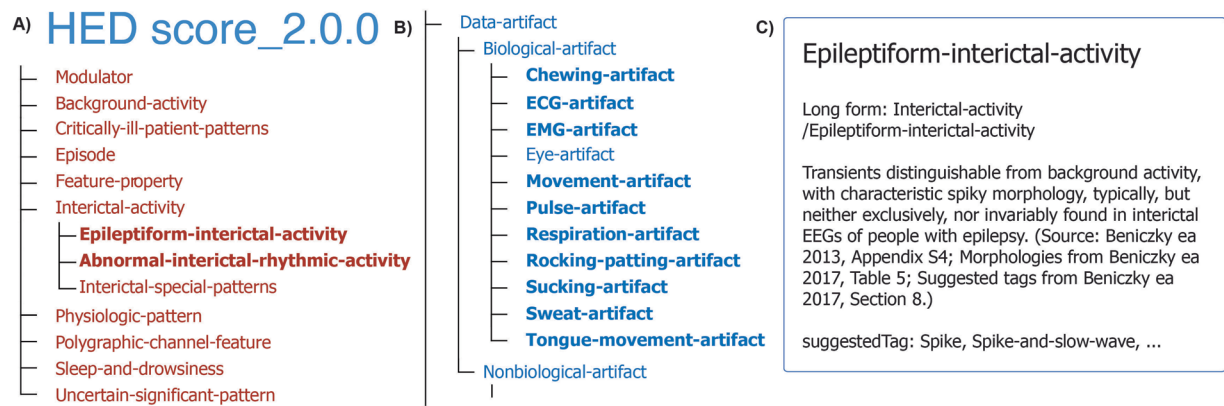 A)
HED score_2.0.0
Modulator
Background-activity
Critically-ill-patient-patterns
Episode
Feature-property
Interictal-activity
Epileptiform-interictal-activity
Abnormal-interictal-rhythmic-activity
Interictal-special-patterns
Physiologic-pattern
Polygraphic-channel-feature
Sleep-and-drowsiness
Uncertain-significant-pattern
B)
Data-artifact
Biological-artifact
Chewing-artifact
ECG-artifact
EMG-artifact
Eye-artifact
Movement-artifact
Pulse-artifact
Respiration-artifact
Rocking-patting-artifact
Sucking-artifact
Sweat-artifact
Tongue-movement-artifact
Nonbiological-artifact
C)
Epileptiform-interictal-activity
Long form: Interictal-activity
/Epileptiform-interictal-activity
Transients distinguishable from background activity,
with characteristic spiky morphology, typically, but
neither exclusively, nor invariably found in interictal
EEGs of people with epilepsy. (Source: Beniczky ea
2013, Appendix S4; Morphologies from Beniczky ea
2017, Table 5; Suggested tags from Beniczky ea
2017, Section 8.)
suggestedTag: Spike, Spike-and-slow-wave, ...